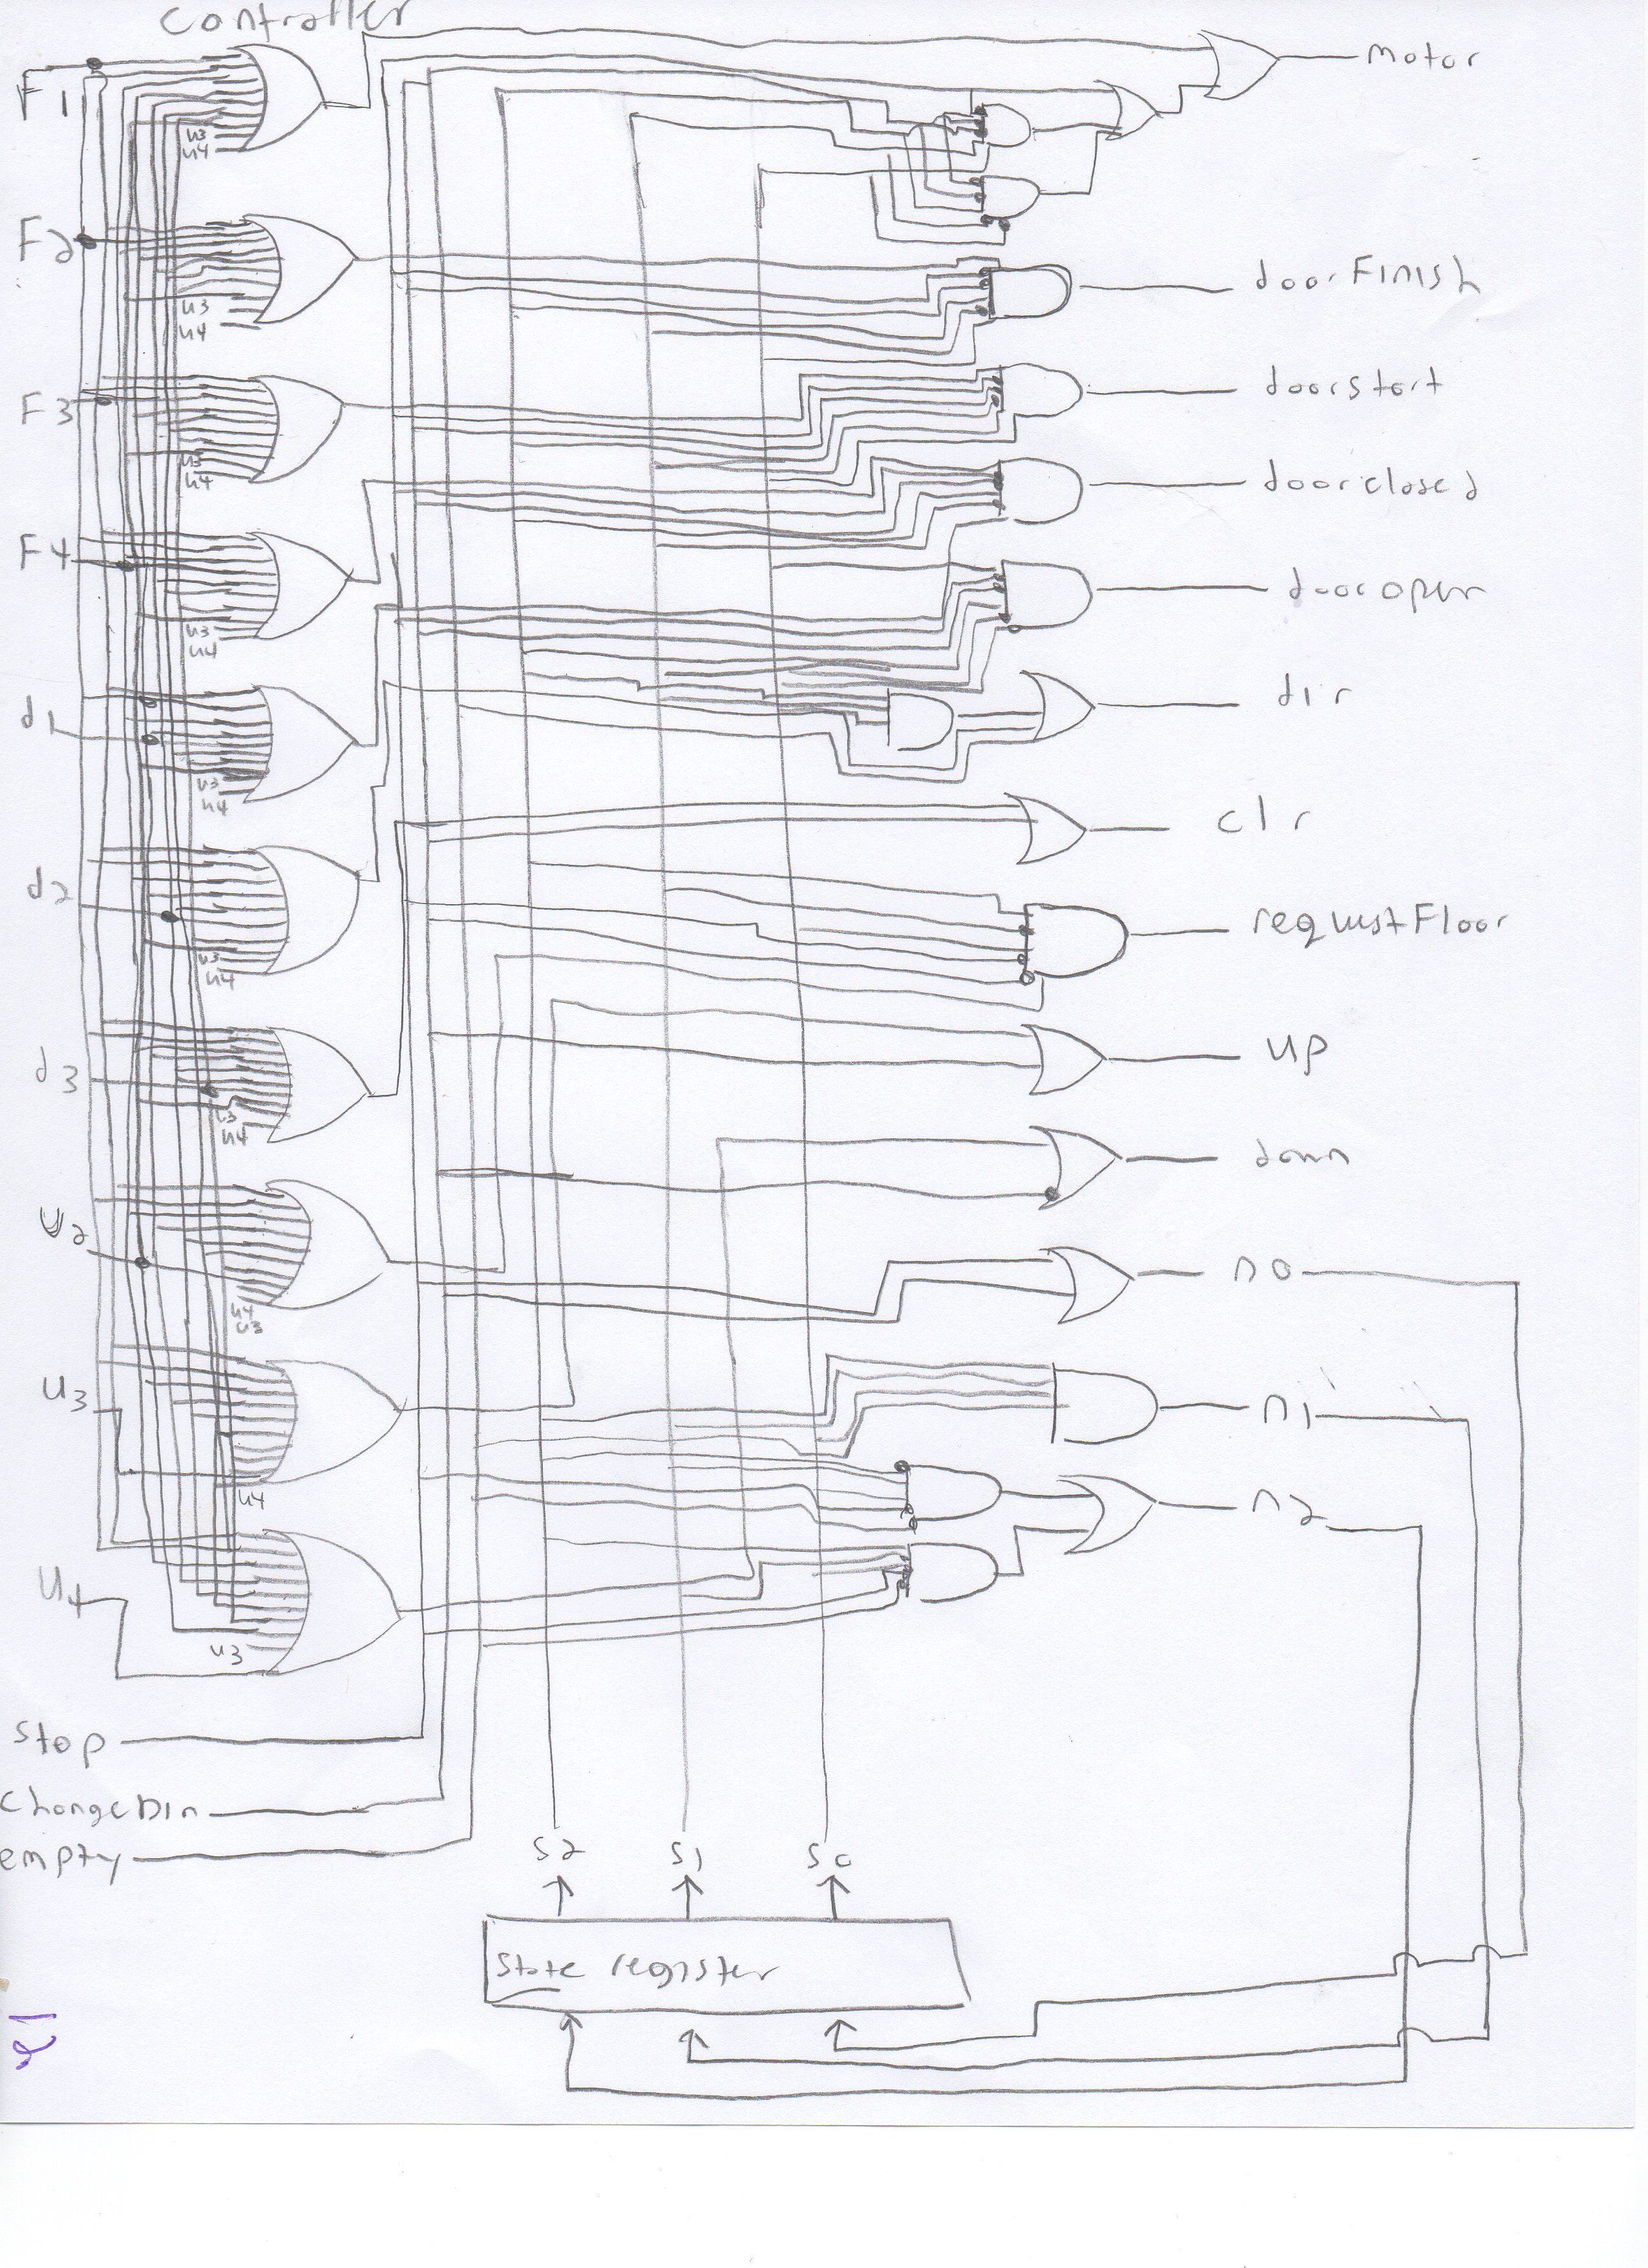 controller
F1
motor
u3
u4
F2
doorFinish
u3
u4
F3
doorstart
u3
u4
F4
doorclosed
u3
u4
dooropen
d1
dir
u3
u4
clr
d2
requestFloor
u3
u4
up
d3
u3
u4
down
u2
n0
u4
u3
u3
n1
u4
n2
u4
u3
stop
changeDin
empty
s2 s1 s0
state register